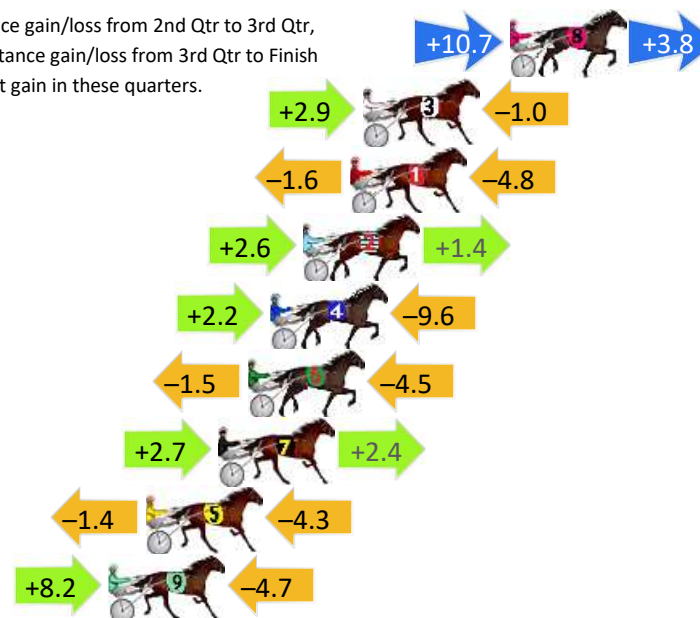 ce gain/loss from 2nd Qtr to 3rd Qtr,
tance gain/loss from 3rd Qtr to Finish
t gain in these quarters.
+10.7 8 +3.8
+2.9 3 –1.0
–1.6 1 –4.8
+2.6 2 +1.4
+2.2 4 –9.6
–1.5 6 –4.5
+2.7 7 +2.4
–1.4 5 –4.3
+8.2 9 –4.7